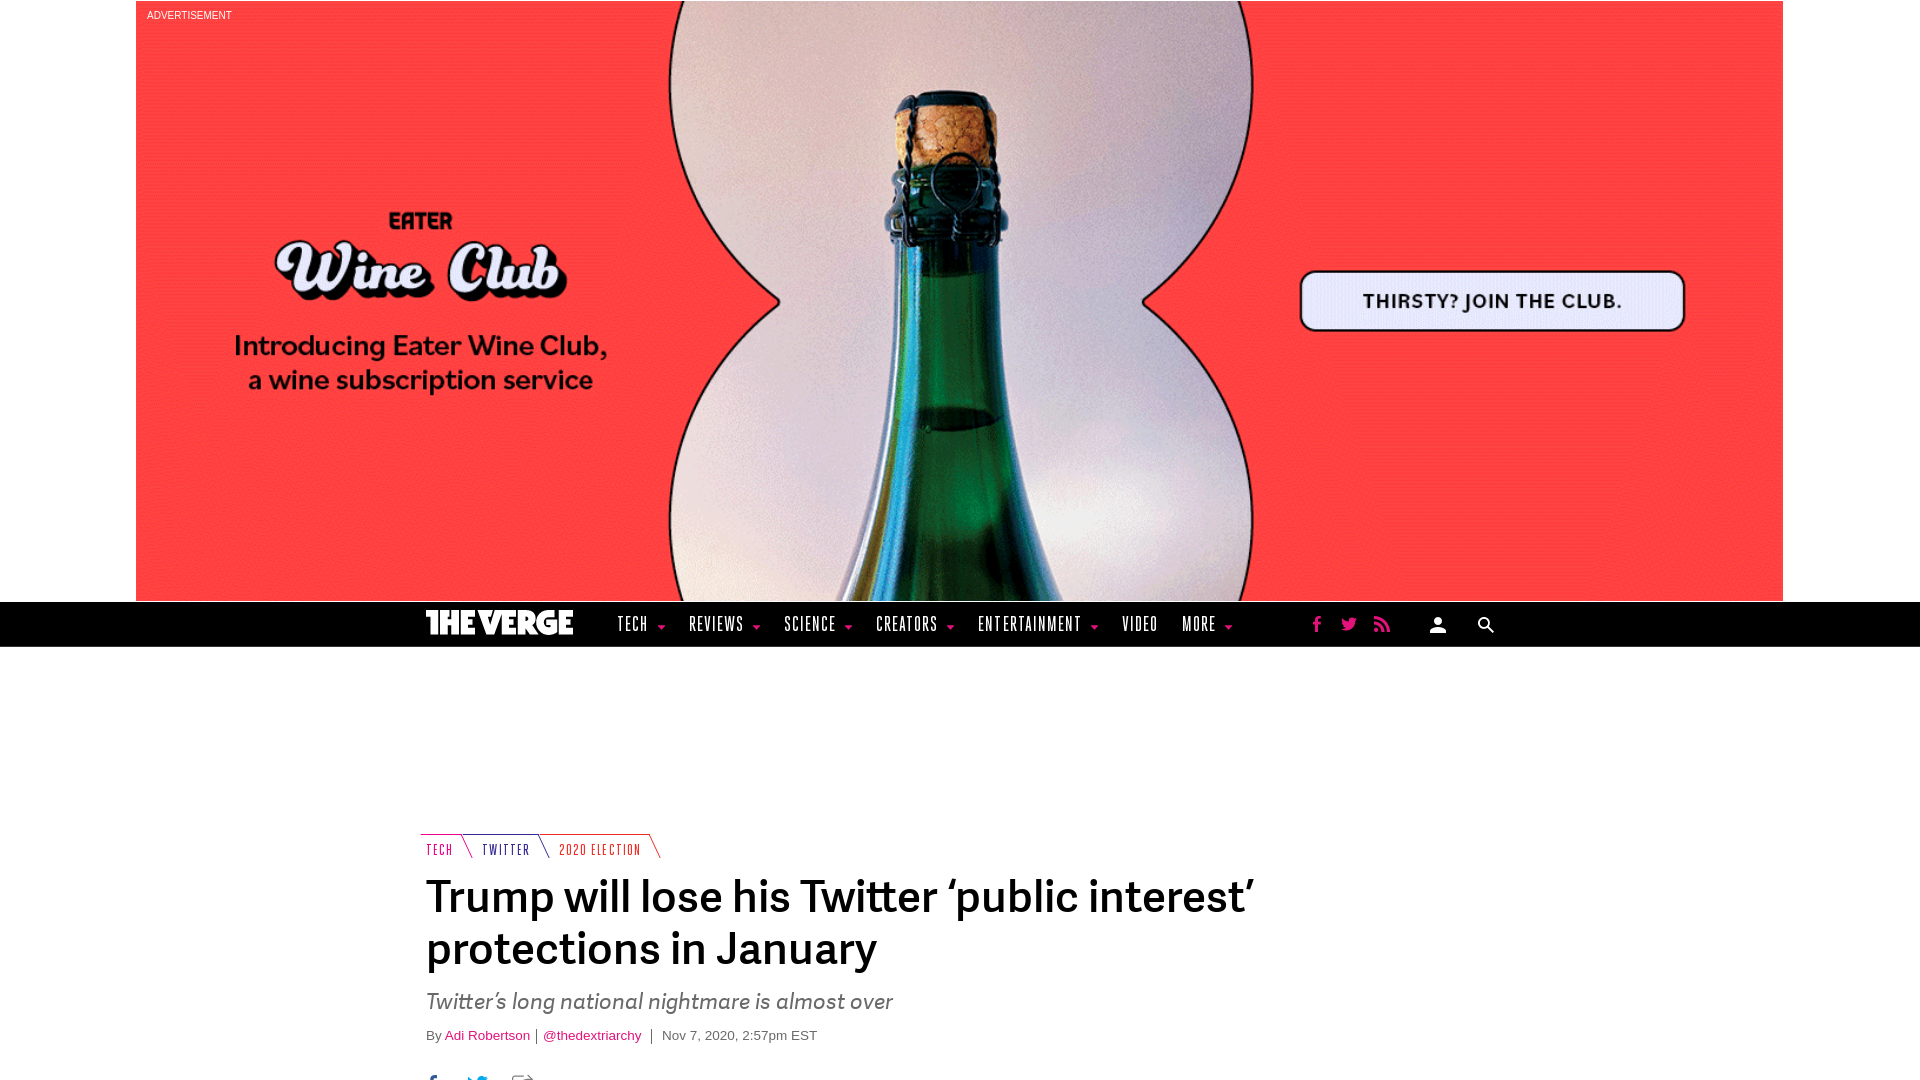 ADVERTISEMENT
EATER
Wine Club
Introducing Eater Wine Club,
a wine subscription service
THIRSTY? JOIN THE CLUB.
THE VERGE TECH REVIEWS SCIENCE CREATORS ENTERTAINMENT VIDEO MORE
TECH TWITTER 2020 ELECTION
Trump will lose his Twitter ‘public interest’
protections in January
Twitter’s long national nightmare is almost over
By Adi Robertson | @thedextriarchy | Nov 7, 2020, 2:57pm EST